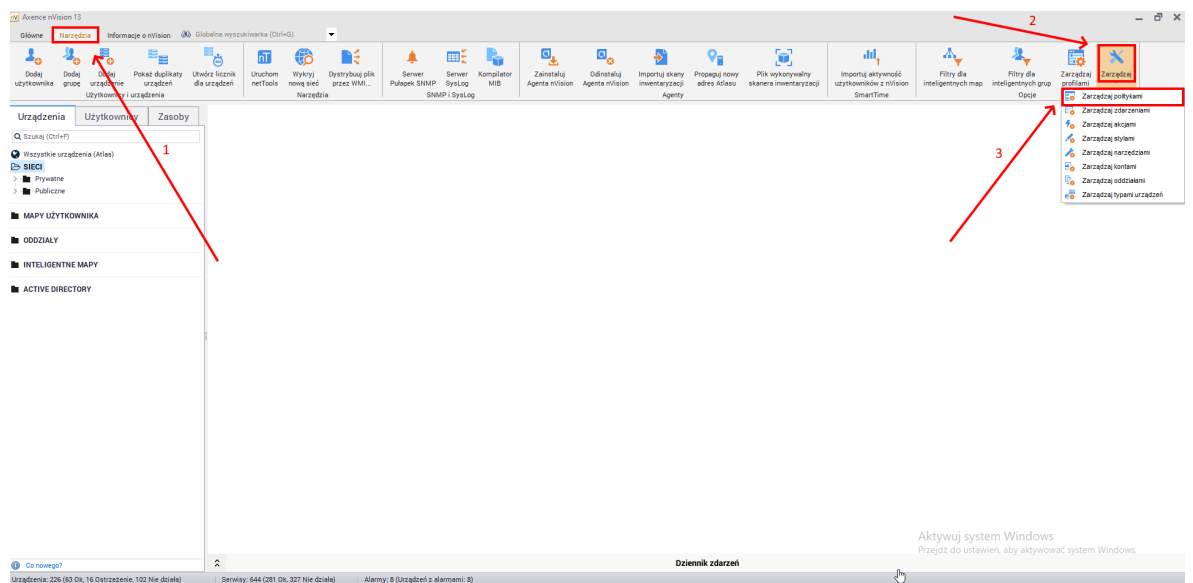 nV Axence nVision 13
2
Główne Narzędzia Informacje o nVision Globalna wyszukiwarka (Ctrl+G)
Dodaj użytkownika
Dodaj grupę
Dodaj urządzenie
Pokaż duplikaty urządzeń
Utwórz licznik dla urządzeń
Użytkownicy i urządzenia
Uruchom netTools
Wykryj nową sieć
Dystrybuuj plik przez WMI...
Narzędzia
Serwer Pułapek SNMP
Serwer SysLog
Kompilator MIB
SNMP i SysLog
Zainstaluj Agenta nVision
Odinstaluj Agenta nVision
Importuj skany inwentaryzacji
Propaguj nowy adres Atlasu
Plik wykonywalny skanera inwentaryzacji
Agenty
Importuj aktywność użytkowników z nVision
SmartTime
Filtry dla inteligentnych map
Filtry dla inteligentnych grup
Zarządzaj profilami
Zarządzaj
Opcje
Zarządzaj politykami
Zarządzaj zdarzeniami
Zarządzaj akcjami
Zarządzaj stylami
Zarządzaj narzędziami
Zarządzaj kontami
Zarządzaj oddziałami
Zarządzaj typami urządzeń
3
Urządzenia Użytkownicy Zasoby
Szukaj (Ctrl+F)
1
Wszystkie urządzenia (Atlas)
SIECI
Prywatne
Publiczne
MAPY UŻYTKOWNIKA
ODDZIAŁY
INTELIGENTNE MAPY
ACTIVE DIRECTORY
Aktywuj system Windows
Przejdź do ustawień, aby aktywować system Windows.
Co nowego?
Dziennik zdarzeń
Urządzenia: 226 (63 Ok, 16 Ostrzeżenie, 102 Nie działa) Serwisy: 644 (281 Ok, 327 Nie działa) Alarmy: 8 (Urządzeń z alarmami: 8)